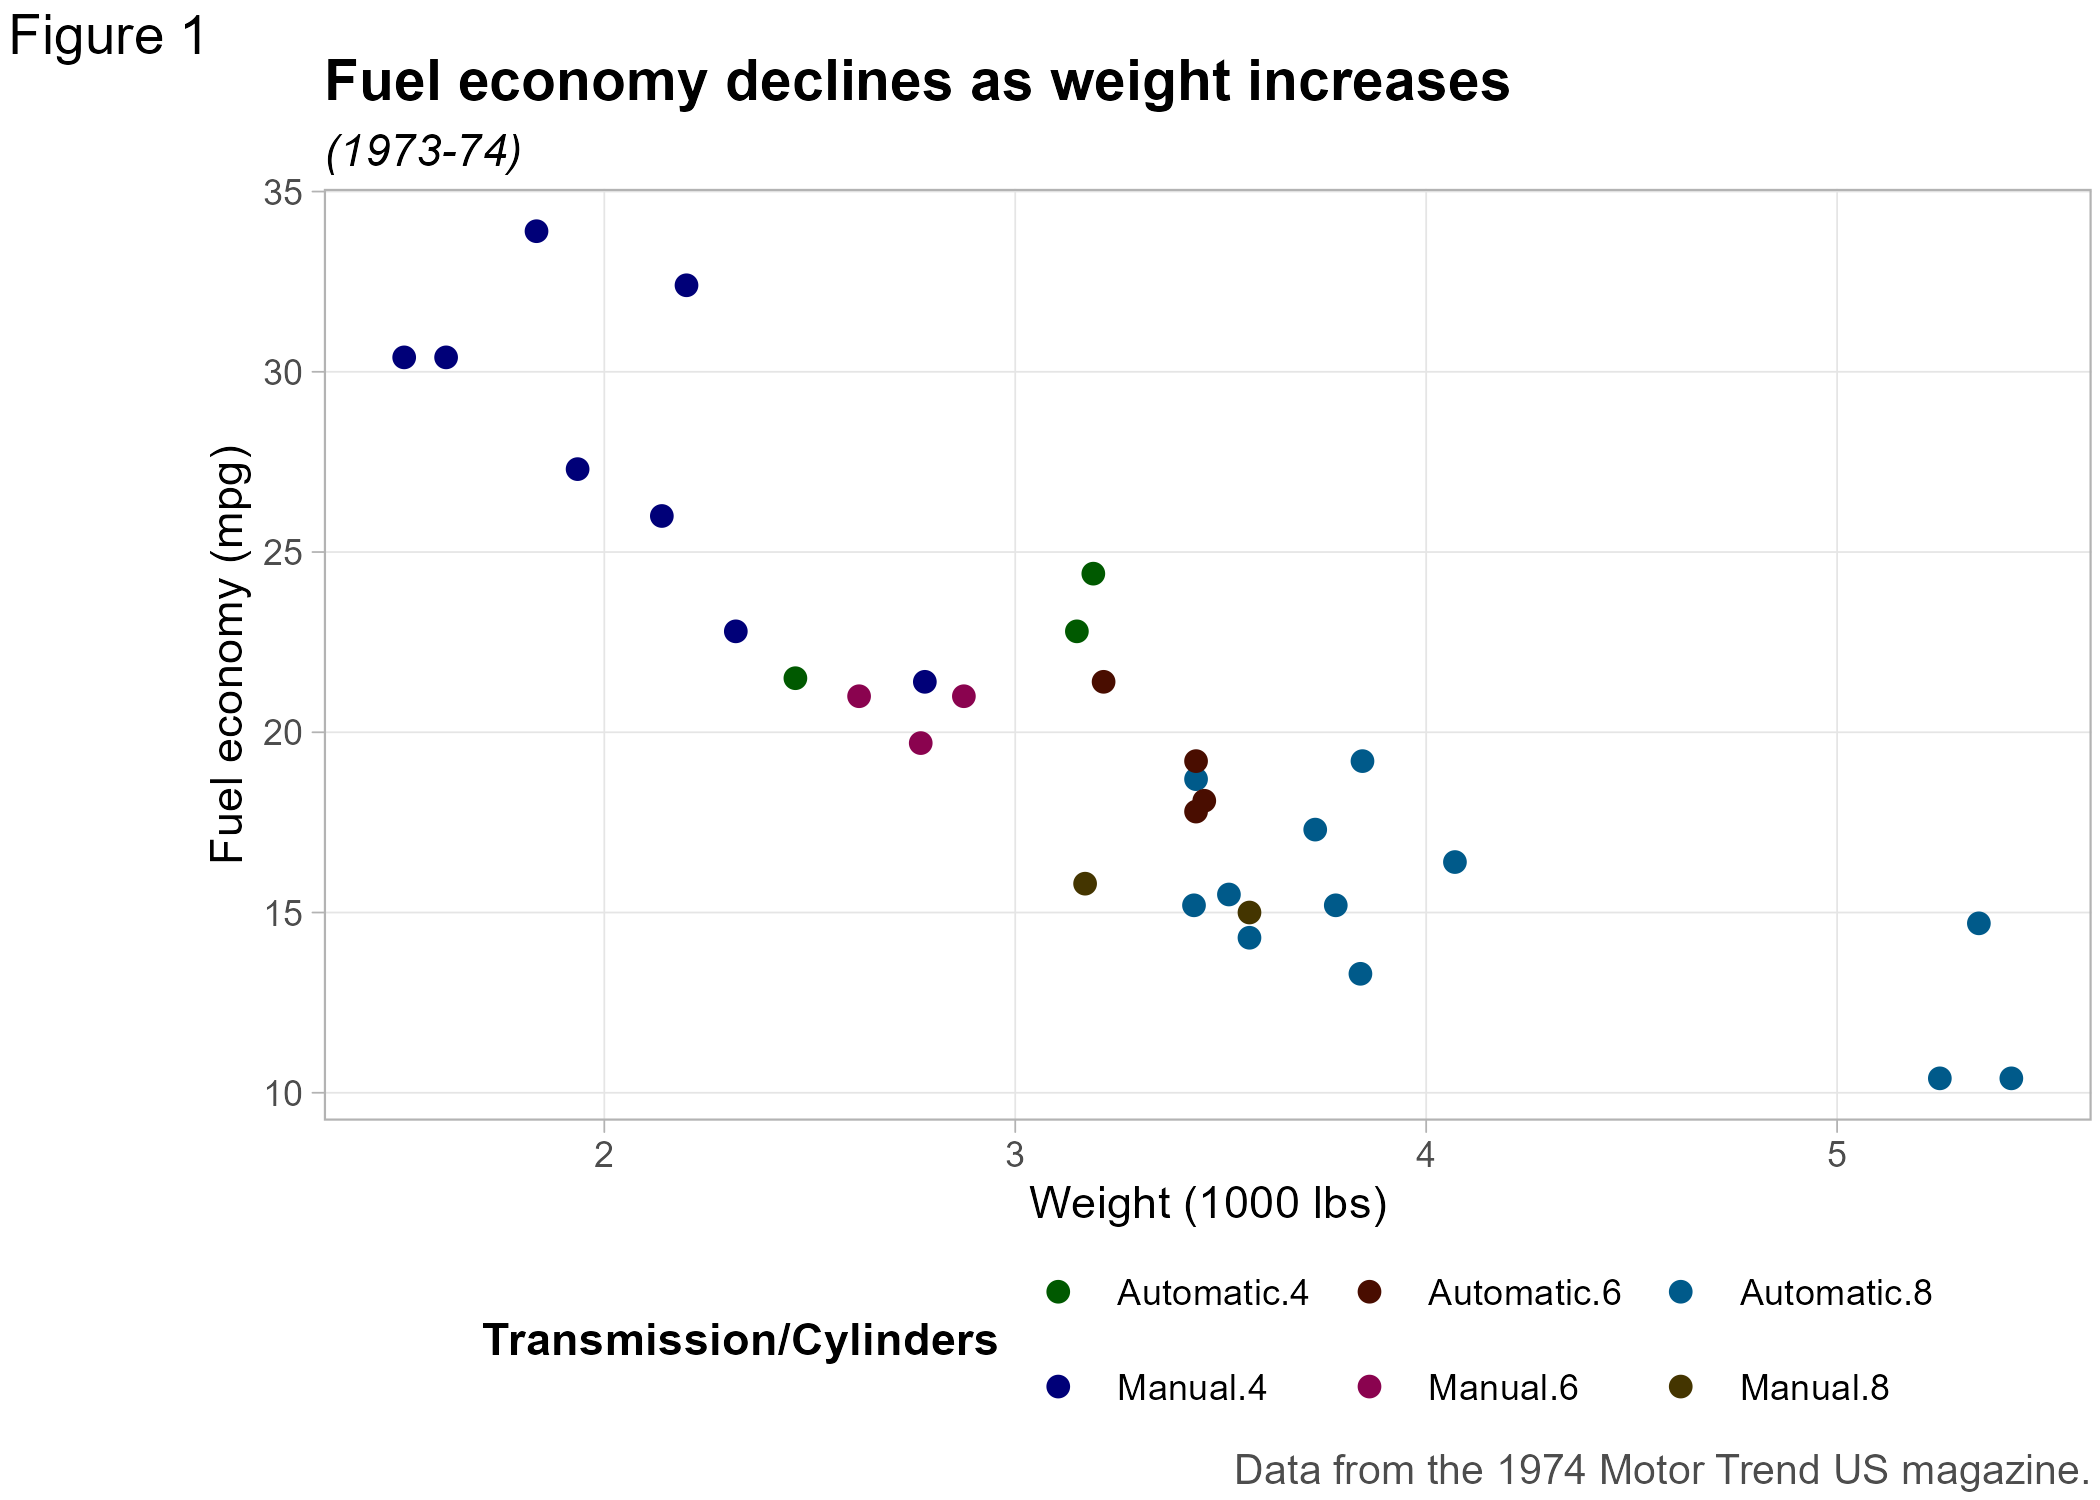 Figure 1
Fuel economy declines as weight increases
(1973-74)
35
30
25
20
15
10
Fuel economy (mpg)
2 3 4 5
Weight (1000 lbs)
Transmission/Cylinders
Automatic.4 Automatic.6 Automatic.8
Manual.4 Manual.6 Manual.8
Data from the 1974 Motor Trend US magazine.